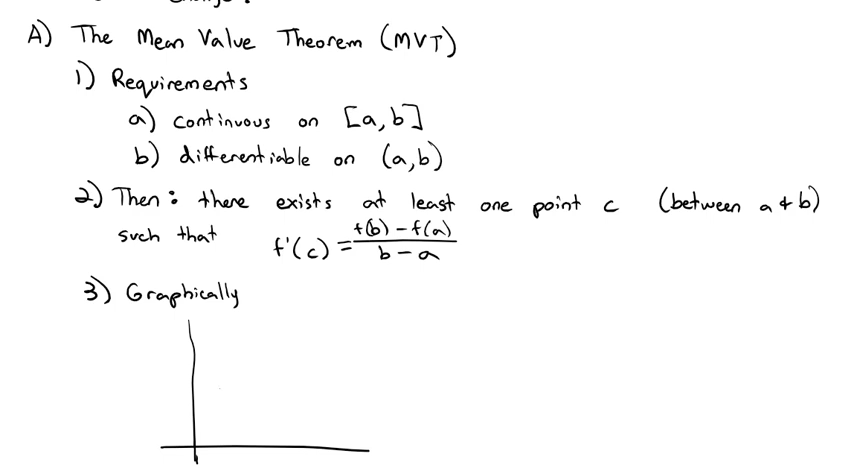 A) The Mean Value Theorem (MVT)
1) Requirements
a) continuous on [a,b]
b) differentiable on (a,b)
2) Then: there exists at least one point c (between a & b)
such that f'(c) = f(b) - f(a) / b - a
3) Graphically